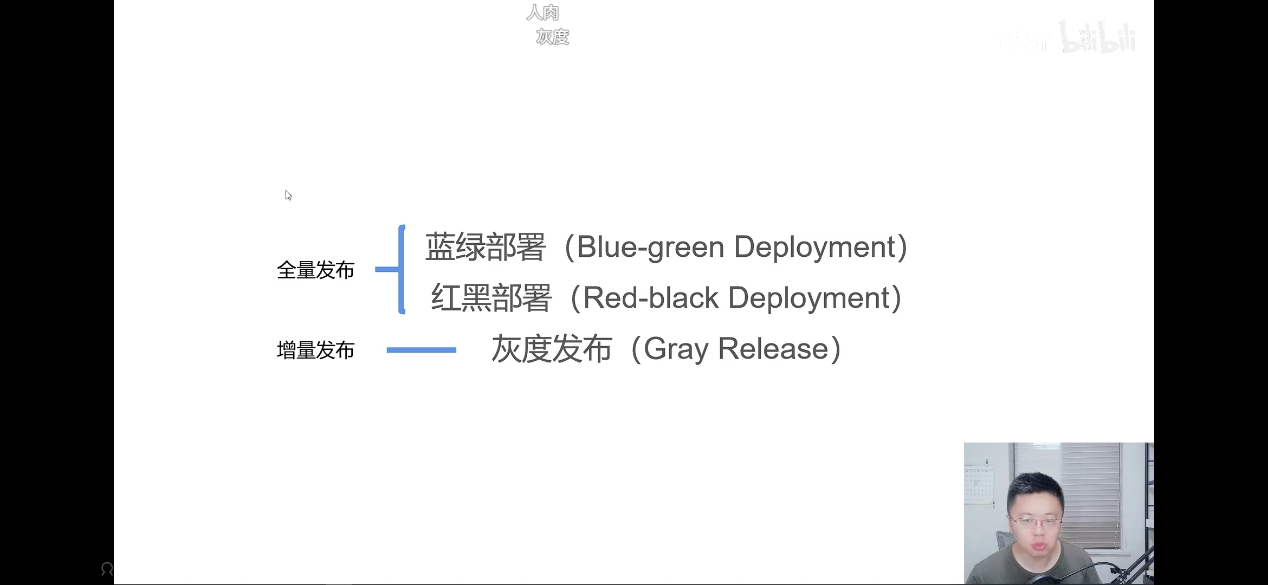 人肉
灰度
bilibili
全量发布
蓝绿部署（Blue-green Deployment）
红黑部署（Red-black Deployment）
增量发布
灰度发布（Gray Release）